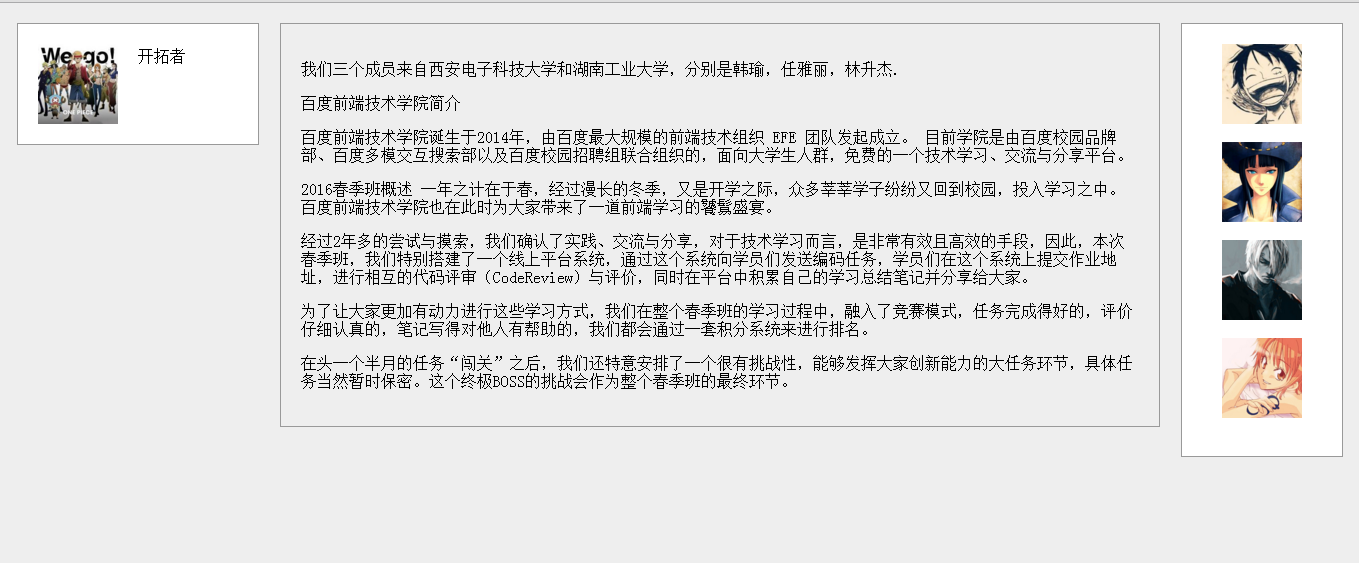 We go!
ONE PIECE
开拓者
我们三个成员来自西安电子科技大学和湖南工业大学，分别是韩瑜，任雅丽，林升杰.
百度前端技术学院简介
百度前端技术学院诞生于2014年，由百度最大规模的前端技术组织 EFE 团队发起成立。 目前学院是由百度校园品牌
部、百度多模交互搜索部以及百度校园招聘组联合组织的，面向大学生人群，免费的一个技术学习、交流与分享平台。
2016春季班概述 一年之计在于春，经过漫长的冬季，又是开学之际，众多莘莘学子纷纷又回到校园，投入学习之中。
百度前端技术学院也在此时为大家带来了一道前端学习的饕鬄盛宴。
经过2年多的尝试与摸索，我们确认了实践、交流与分享，对于技术学习而言，是非常有效且高效的手段，因此，本次
春季班，我们特别搭建了一个线上平台系统，通过这个系统向学员们发送编码任务，学员们在这个系统上提交作业地
址，进行相互的代码评审（CodeReview）与评价，同时在平台中积累自己的学习总结笔记并分享给大家。
为了让大家更加有动力进行这些学习方式，我们在整个春季班的学习过程中，融入了竞赛模式，任务完成得好的，评价
仔细认真的，笔记写得对他人有帮助的，我们都会通过一套积分系统来进行排名。
在头一个半月的任务“闯关”之后，我们还特意安排了一个很有挑战性，能够发挥大家创新能力的大任务环节，具体任
务当然暂时保密。这个终极BOSS的挑战会作为整个春季班的最终环节。